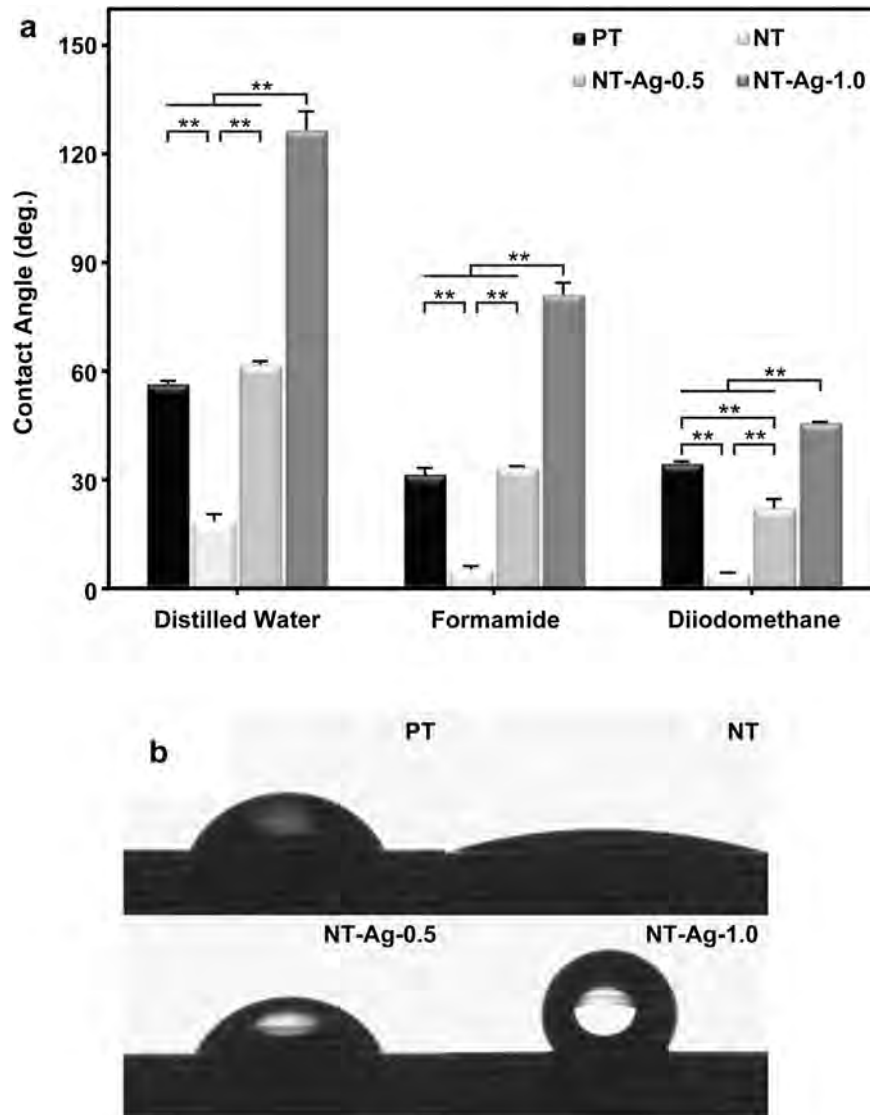 a
150
120
90
60
30
0
Contact Angle (deg.)
PT NT
NT-Ag-0.5 NT-Ag-1.0
**
** **
**
** **
**
**
** **
Distilled Water Formamide Diiodomethane
b
PT NT
NT-Ag-0.5 NT-Ag-1.0